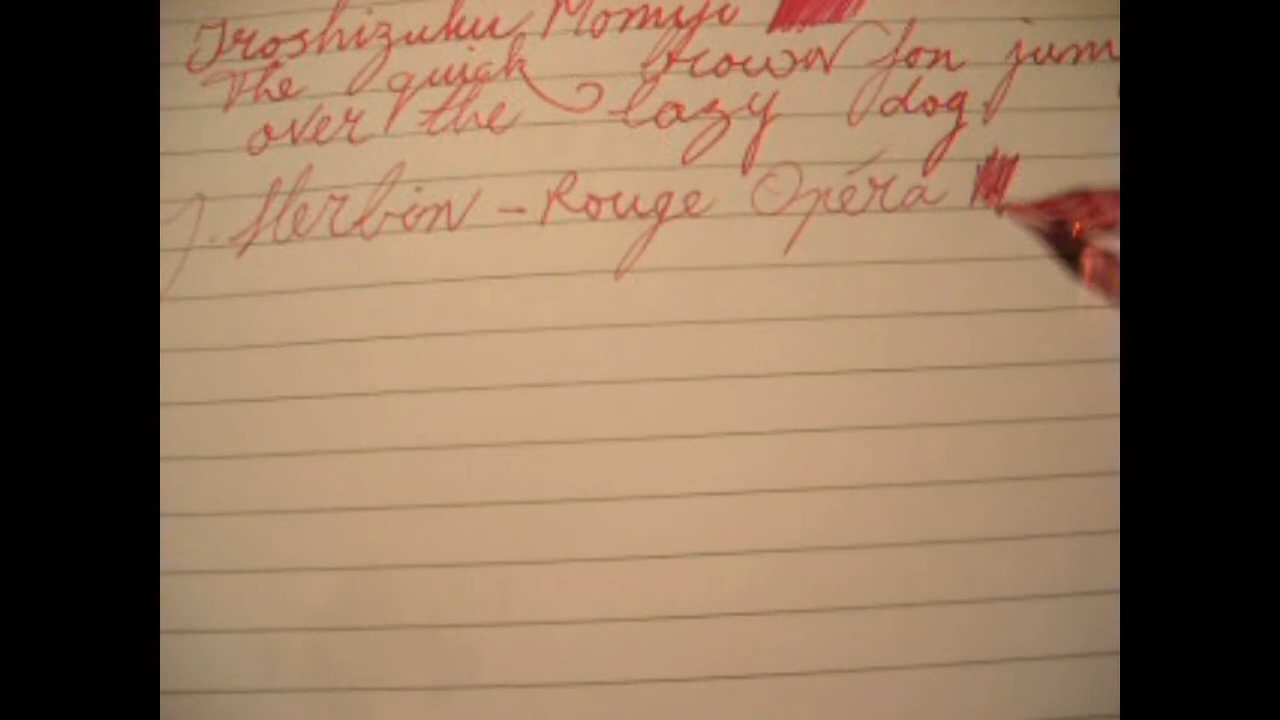 Iroshizuku Momiji
The quick brown fox jum
over the lazy dog.
J. Herbin - Rouge Opéra